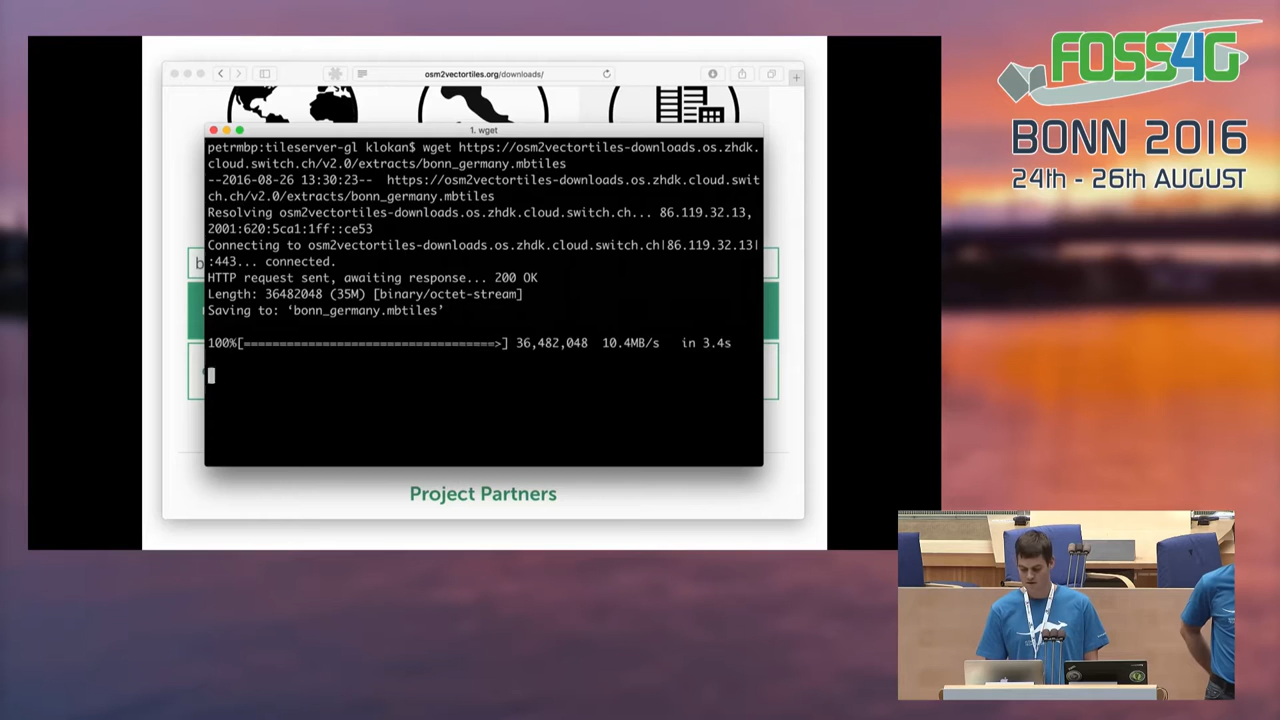 osm2vectortiles.org/downloads/
1. wget
petrmbp:tileserver-gl klokan$ wget https://osm2vectortiles-downloads.os.zhdk.
cloud.switch.ch/v2.0/extracts/bonn_germany.mbtiles
--2016-08-26 13:30:23--  https://osm2vectortiles-downloads.os.zhdk.cloud.swit
ch.ch/v2.0/extracts/bonn_germany.mbtiles
Resolving osm2vectortiles-downloads.os.zhdk.cloud.switch.ch... 86.119.32.13,
2001:620:5ca1:1ff::ce53
Connecting to osm2vectortiles-downloads.os.zhdk.cloud.switch.ch|86.119.32.13|
:443... connected.
HTTP request sent, awaiting response... 200 OK
Length: 36482048 (35M) [binary/octet-stream]
Saving to: ‘bonn_germany.mbtiles’
100%[==================================>] 36,482,048  10.4MB/s   in 3.4s
Project Partners
FOSS4G
BONN 2016
24th - 26th AUGUST